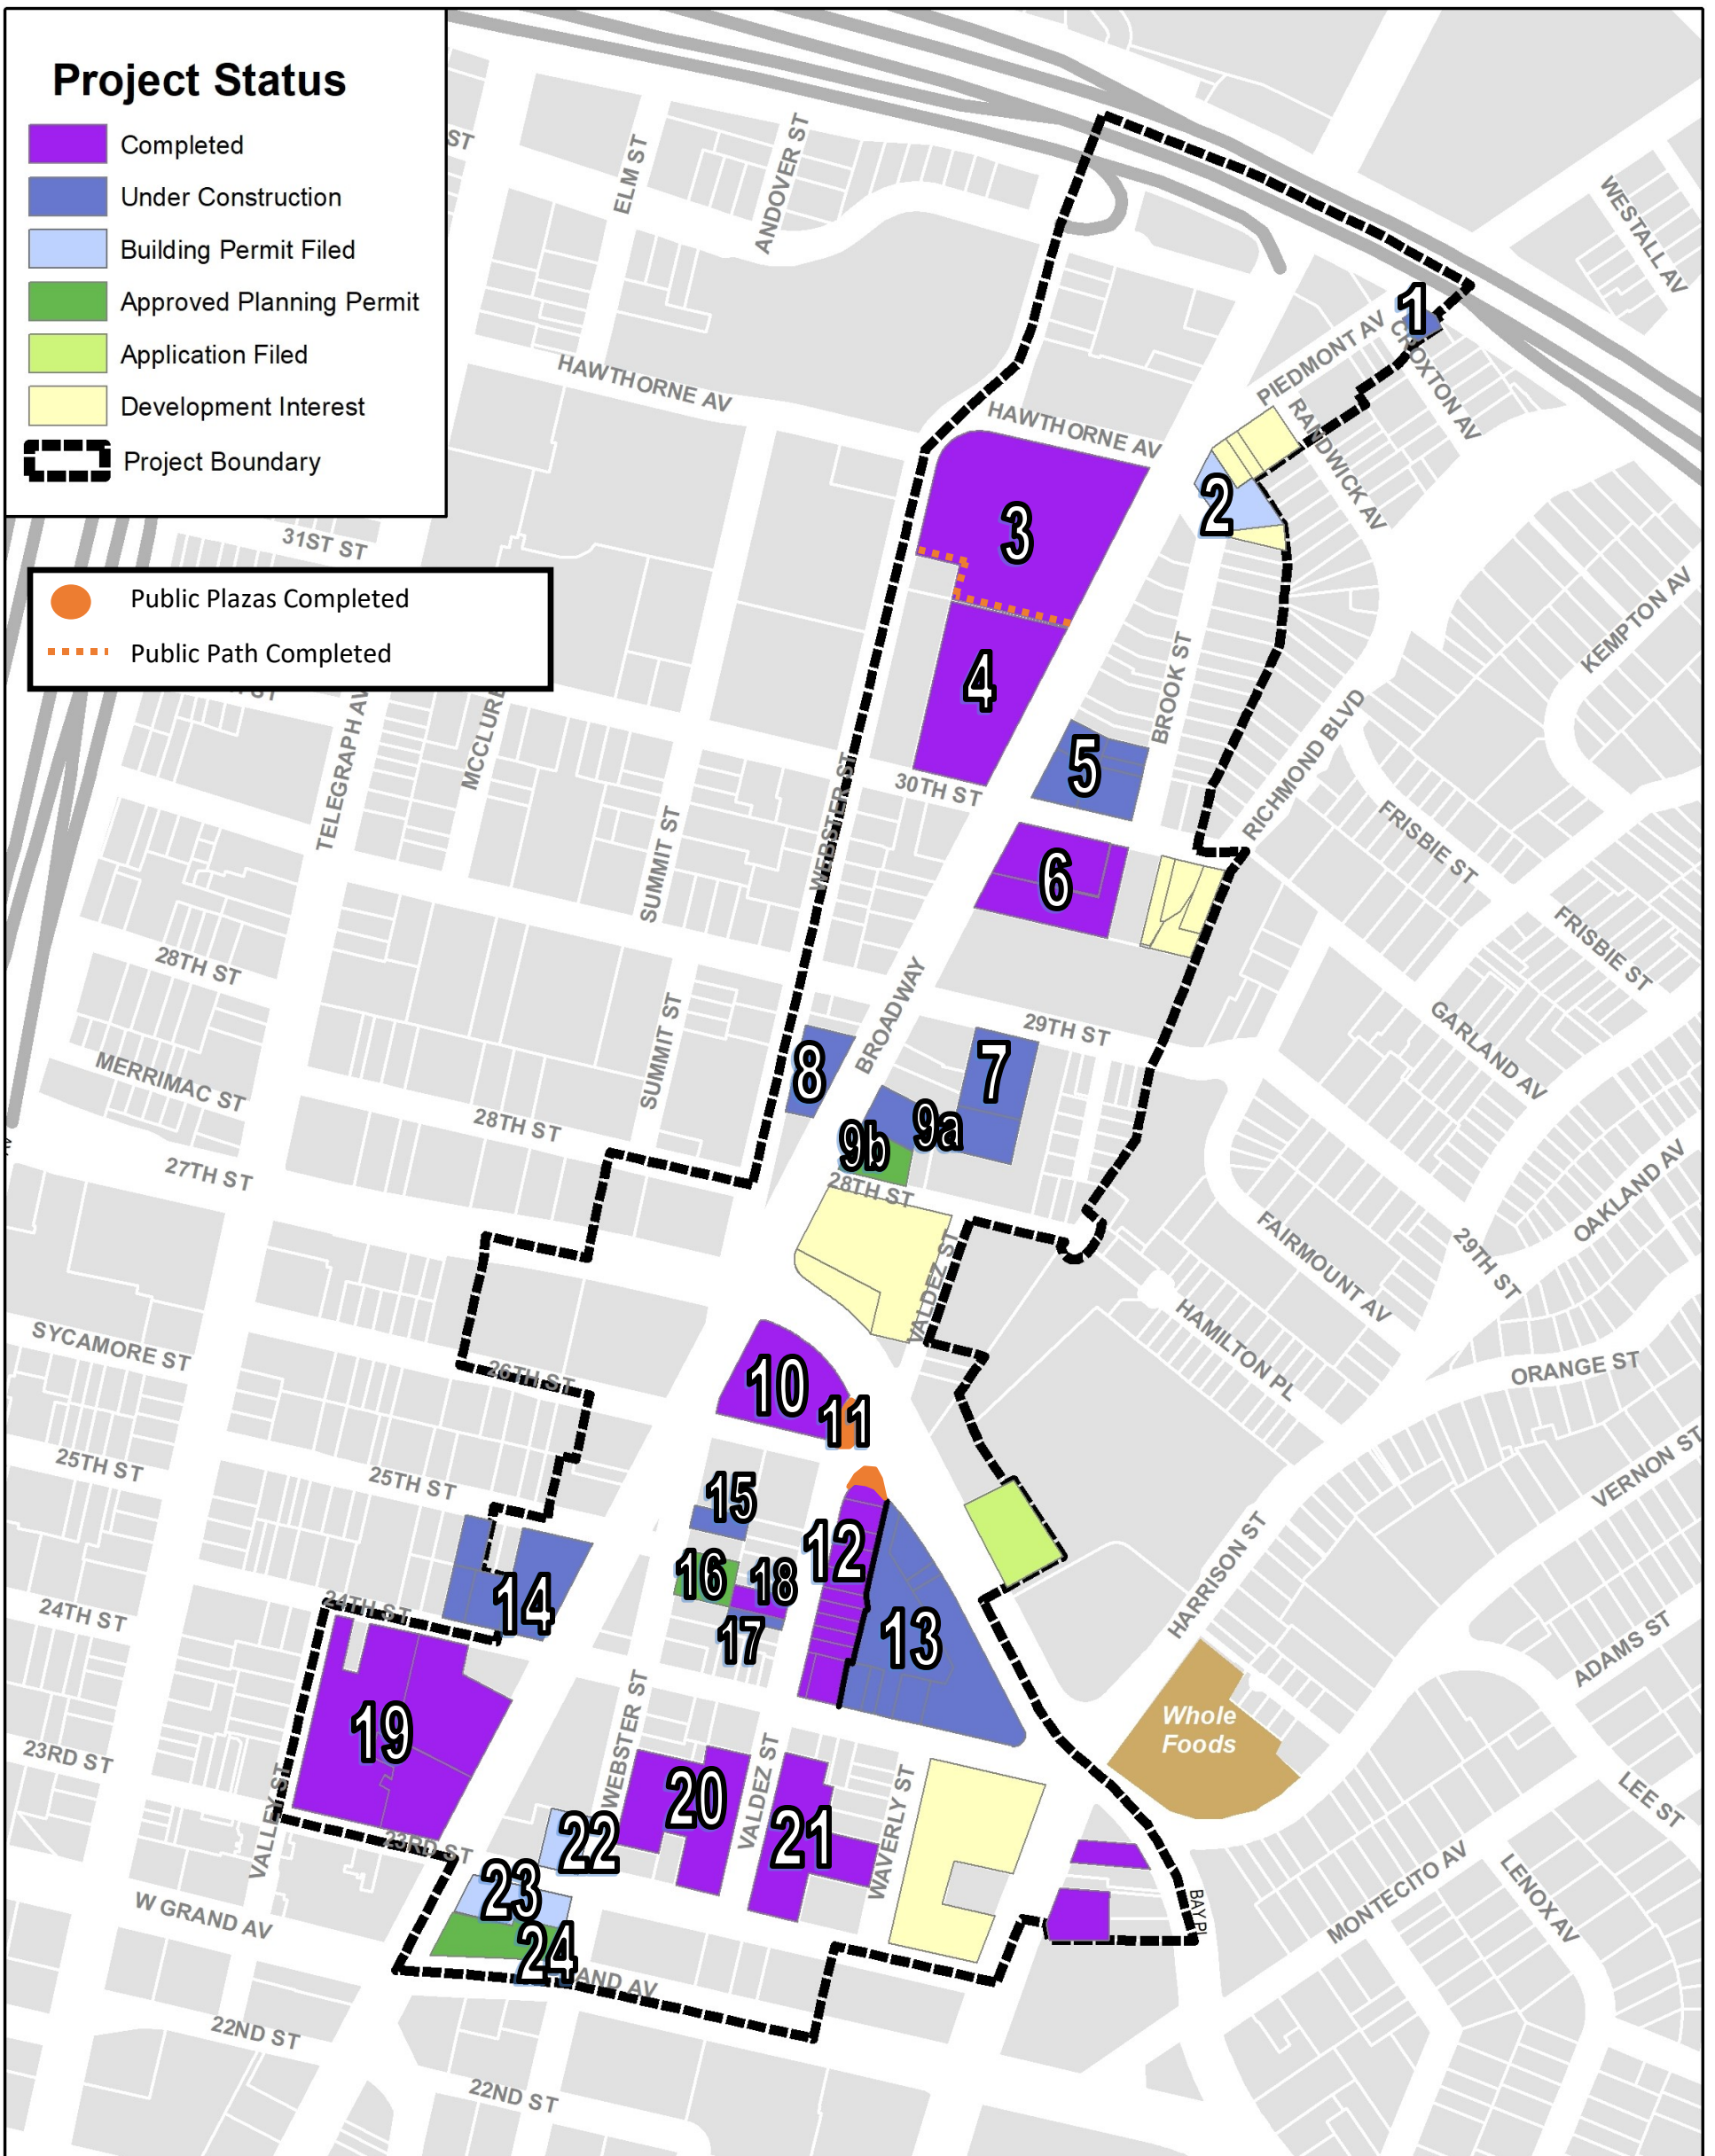 Project Status
Completed
Under Construction
Building Permit Filed
Approved Planning Permit
Application Filed
Development Interest
Project Boundary
Public Plazas Completed
Public Path Completed
ST
ELM ST
ANDOVER ST
WESTALL AV
1
PIEDMONT AV
CROXTON AV
HAWTHORNE AV
HAWTHORNE AV
RANDWICK AV
2
3
31ST ST
ST
KEMPTON AV
4
BROOK ST
TELEGRAPH AV
MCCLURE
5
30TH ST
RICHMOND BLVD
WEBSTER ST
SUMMIT ST
FRISBIE ST
6
FRISBIE ST
28TH ST
BROADWAY
SUMMIT ST
29TH ST
GARLAND AV
8
7
MERRIMAC ST
28TH ST
9a
9b
28TH ST
27TH ST
OAKLAND AV
FAIRMOUNT AV
29TH ST
VALDEZ ST
HAMILTON PL
SYCAMORE ST
26TH ST
ORANGE ST
10
11
25TH ST
25TH ST
VERNON ST
15
12
16
18
HARRISON ST
14
24TH ST
24TH ST
17
13
ADAMS ST
19
Whole
Foods
23RD ST
WEBSTER ST
VALDEZ ST
20
21
WAVERLY ST
LEE ST
VALLEY ST
23RD ST
22
23
W GRAND AV
24
AND AV
BAY PL
MONTECITO AV
LENOX AV
22ND ST
22ND ST